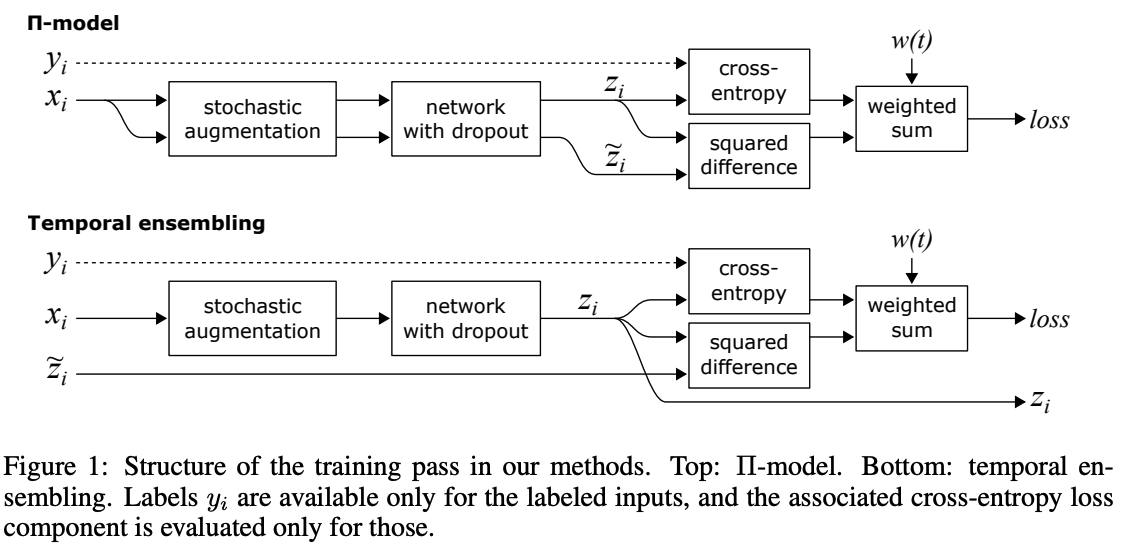 Π-model
y_i
x_i
stochastic
augmentation
network
with dropout
z_i
z̃_i
cross-
entropy
squared
difference
w(t)
weighted
sum
loss
Temporal ensembling
y_i
x_i
z̃_i
stochastic
augmentation
network
with dropout
z_i
cross-
entropy
squared
difference
w(t)
weighted
sum
loss
z_i
Figure 1: Structure of the training pass in our methods. Top: Π-model. Bottom: temporal en-
sembling. Labels y_i are available only for the labeled inputs, and the associated cross-entropy loss
component is evaluated only for those.